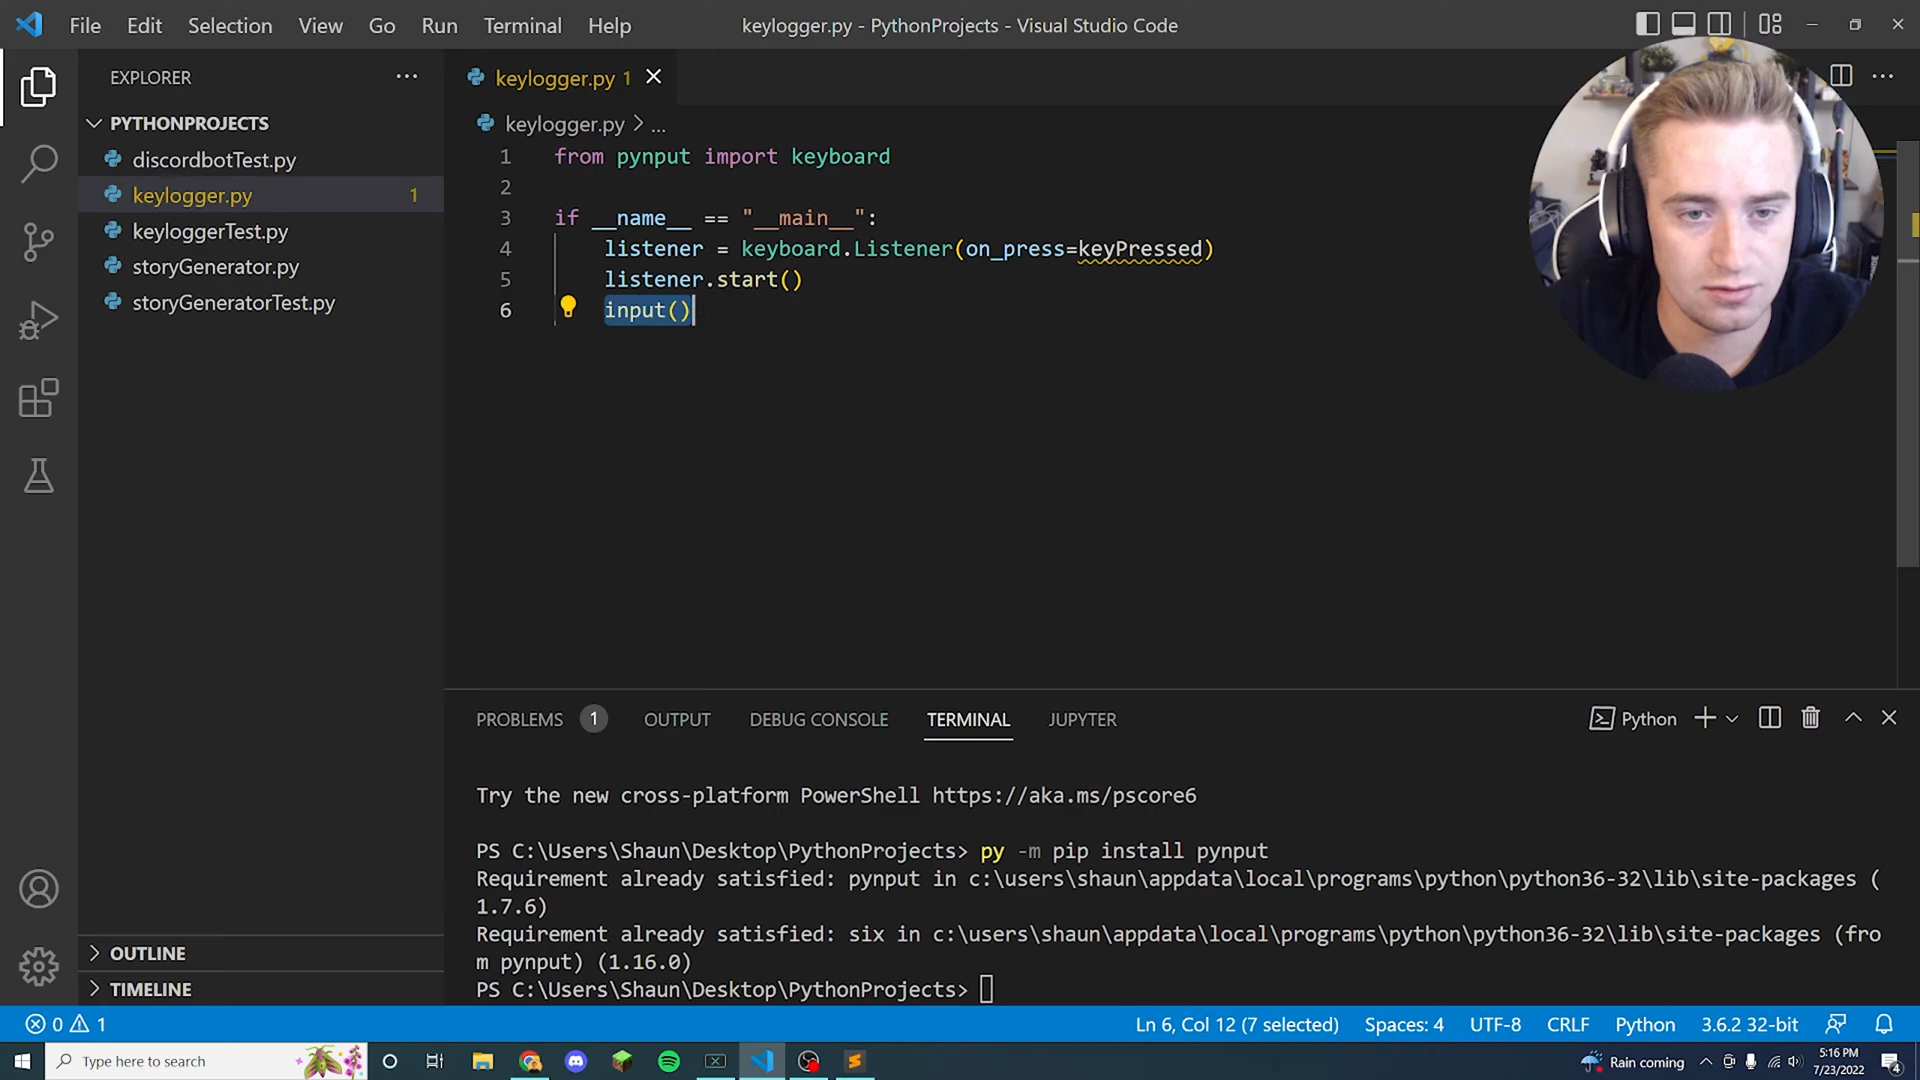 File Edit Selection View Go Run Terminal Help
keylogger.py - PythonProjects - Visual Studio Code
EXPLORER
PYTHONPROJECTS
discordbotTest.py
keylogger.py 1
keyloggerTest.py
storyGenerator.py
storyGeneratorTest.py
OUTLINE
TIMELINE
keylogger.py 1
keylogger.py > ...
1 from pynput import keyboard
2
3 if __name__ == "__main__":
4 listener = keyboard.Listener(on_press=keyPressed)
5 listener.start()
6 input()
PROBLEMS 1 OUTPUT DEBUG CONSOLE TERMINAL JUPYTER
Python
Try the new cross-platform PowerShell https://aka.ms/pscore6
PS C:\Users\Shaun\Desktop\PythonProjects> py -m pip install pynput
Requirement already satisfied: pynput in c:\users\shaun\appdata\local\programs\python\python36-32\lib\site-packages (
1.7.6)
Requirement already satisfied: six in c:\users\shaun\appdata\local\programs\python\python36-32\lib\site-packages (fro
m pynput) (1.16.0)
PS C:\Users\Shaun\Desktop\PythonProjects>
0 1 Ln 6, Col 12 (7 selected) Spaces: 4 UTF-8 CRLF Python 3.6.2 32-bit
Type here to search
Rain coming
5:16 PM
7/23/2022
4